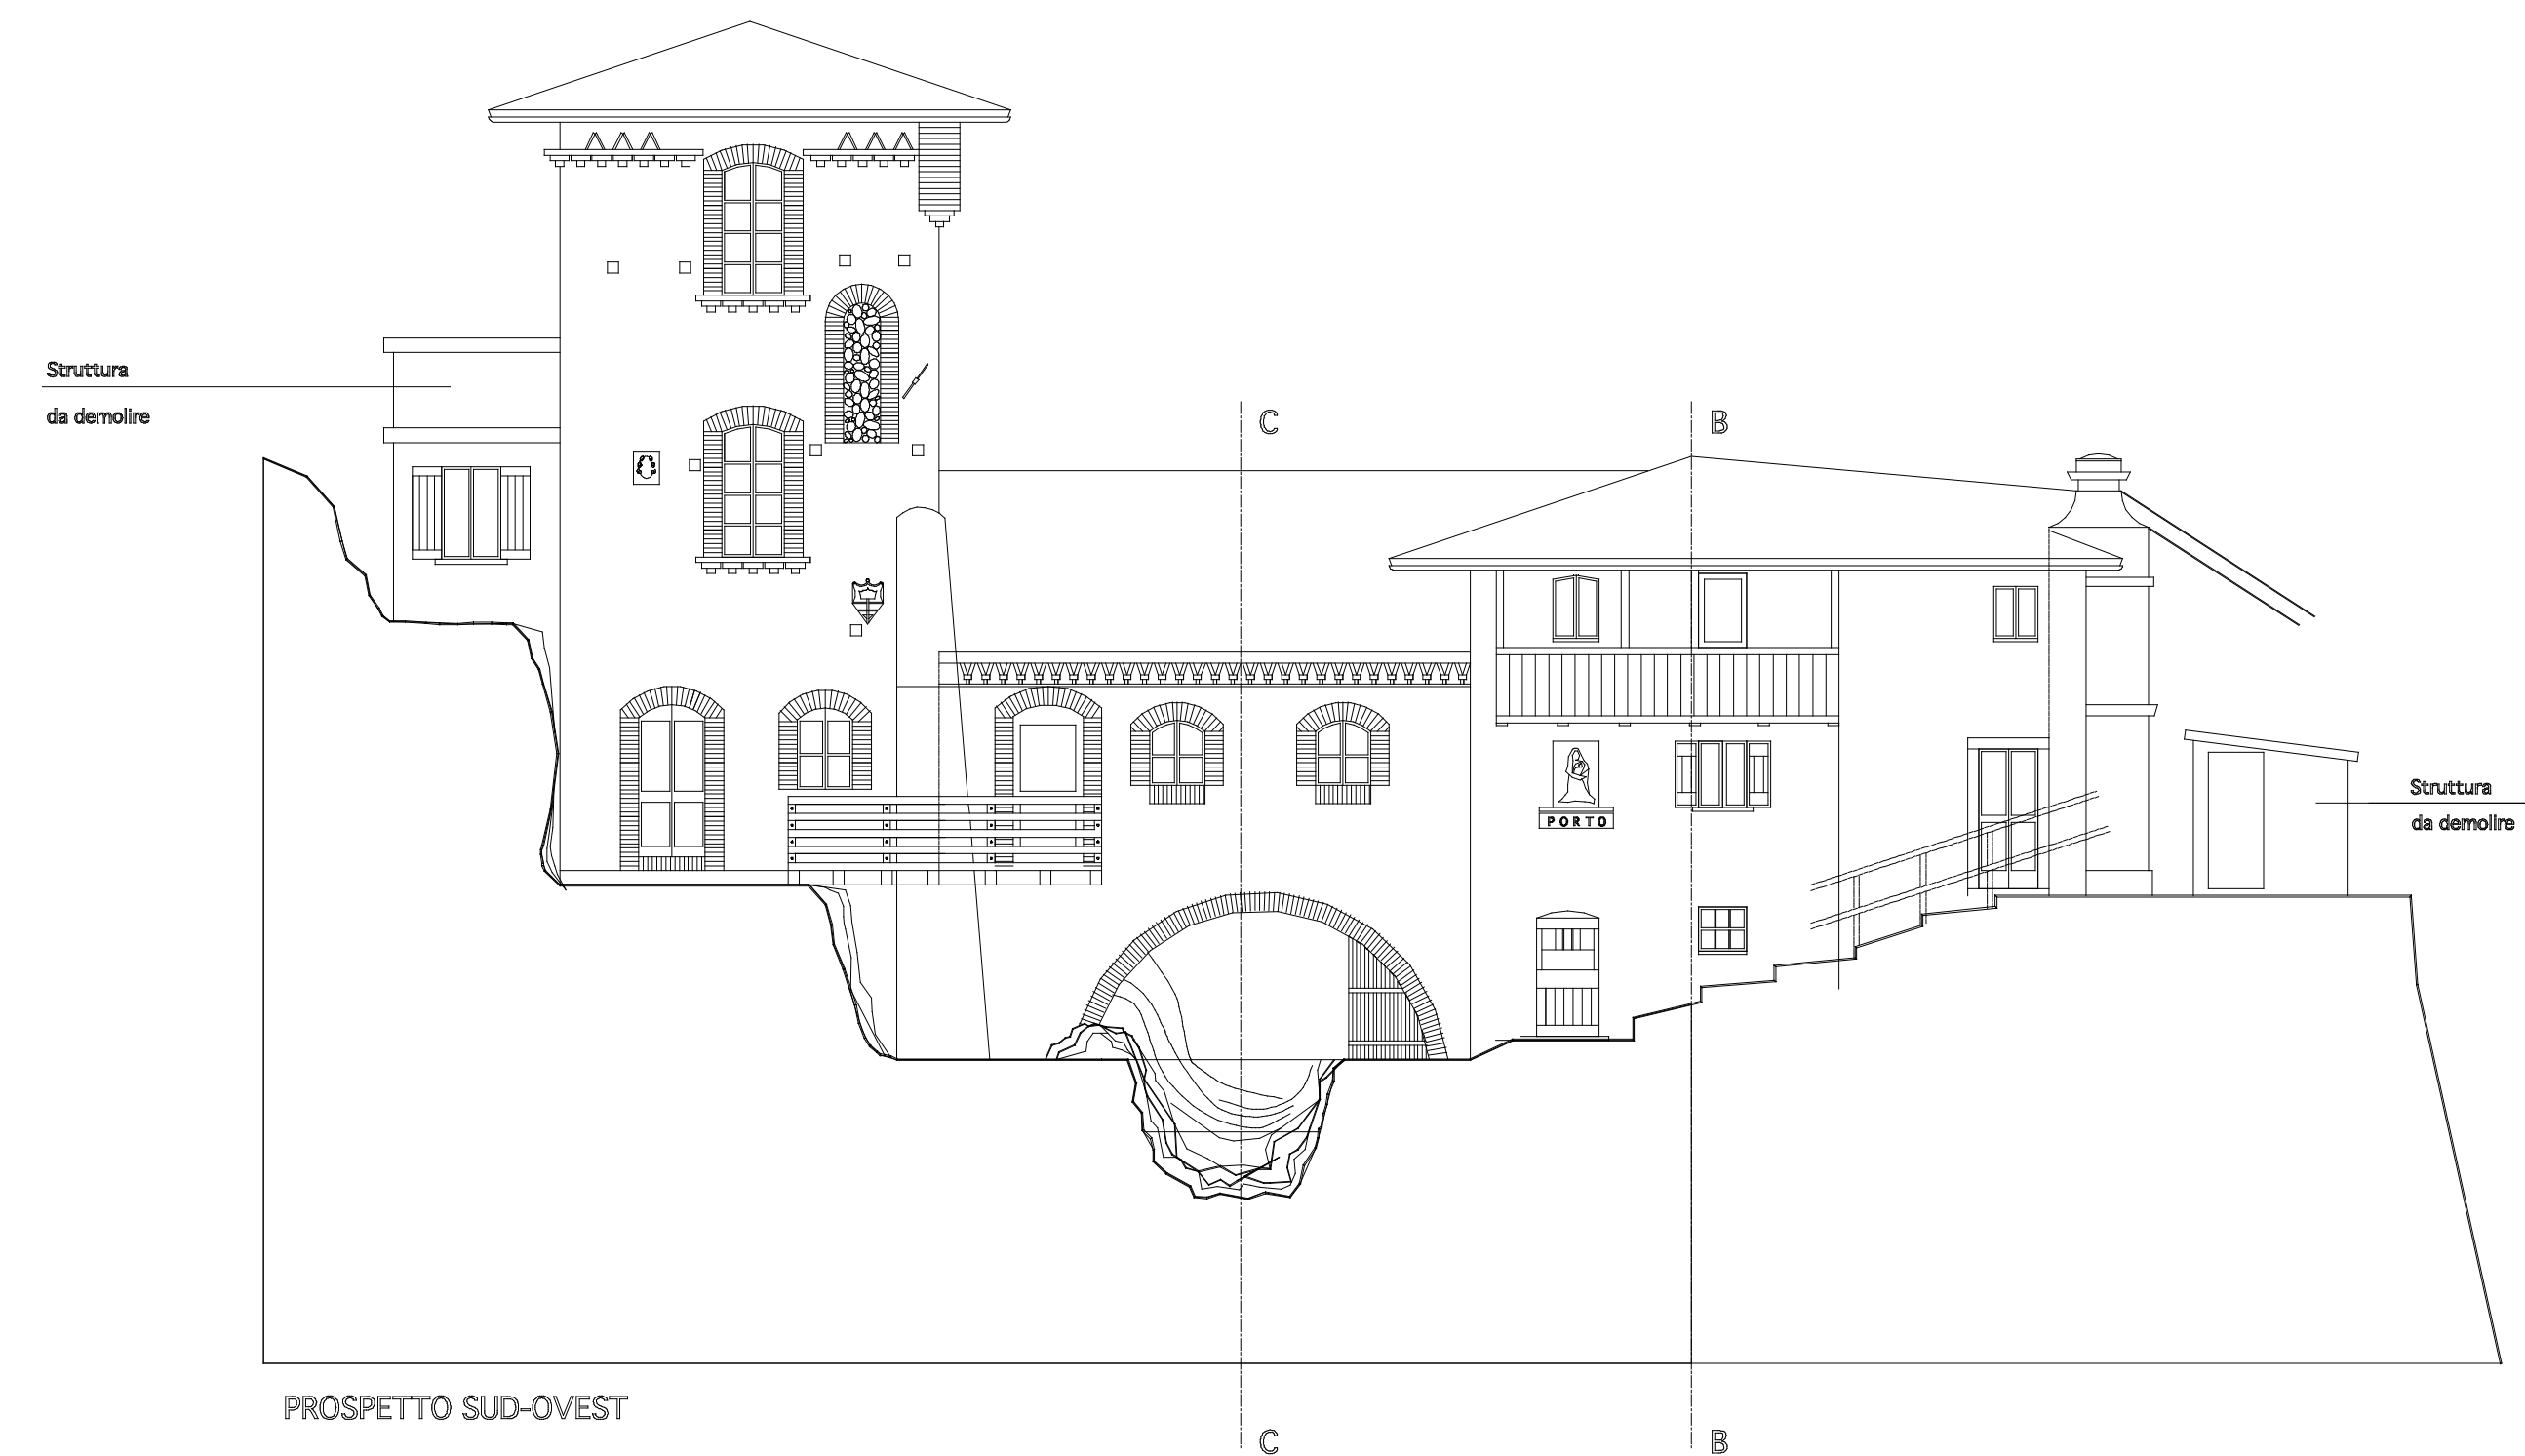 Struttura
da demolire
C
B
PORTO
Struttura
da demolire
PROSPETTO SUD-OVEST
C
B